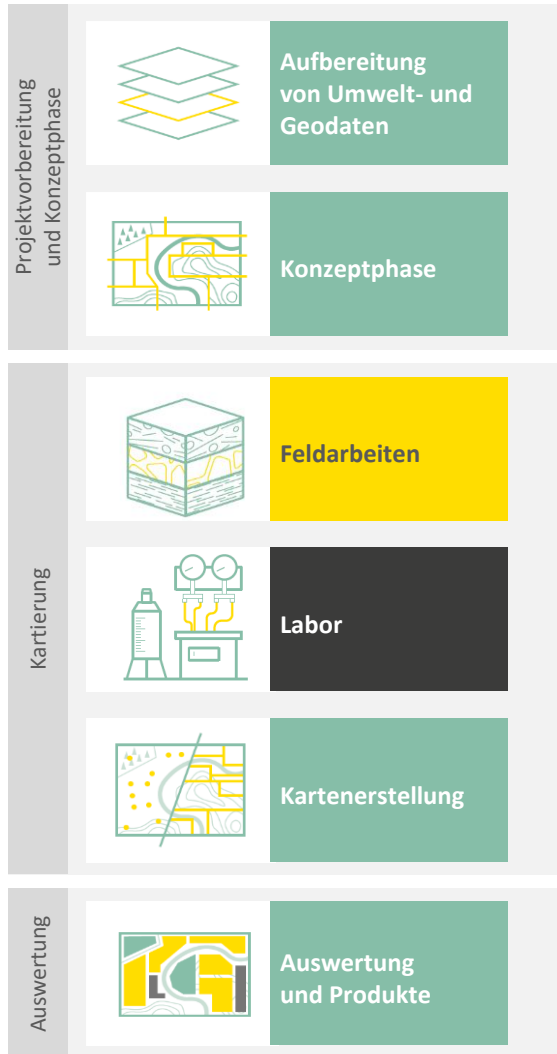 Projektvorbereitung
und Konzeptphase
Aufbereitung
von Umwelt- und
Geodaten
Konzeptphase
Kartierung
Feldarbeiten
Labor
Kartenerstellung
Auswertung
Auswertung
und Produkte